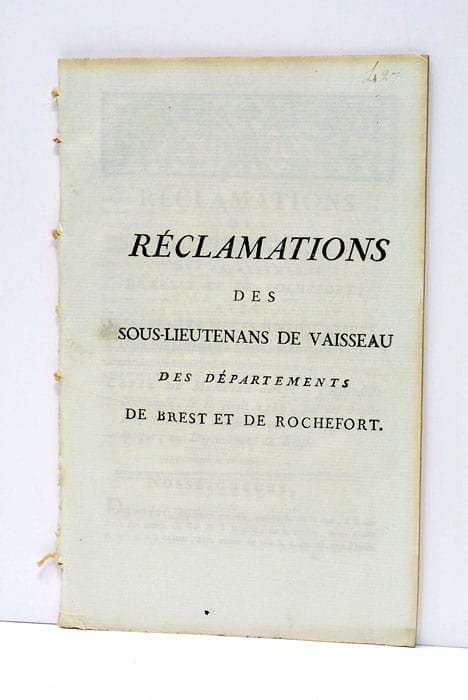 RÉCLAMATIONS
DES
SOUS-LIEUTENANS DE VAISSEAU
DES DÉPARTEMENTS
DE BREST ET DE ROCHEFORT.